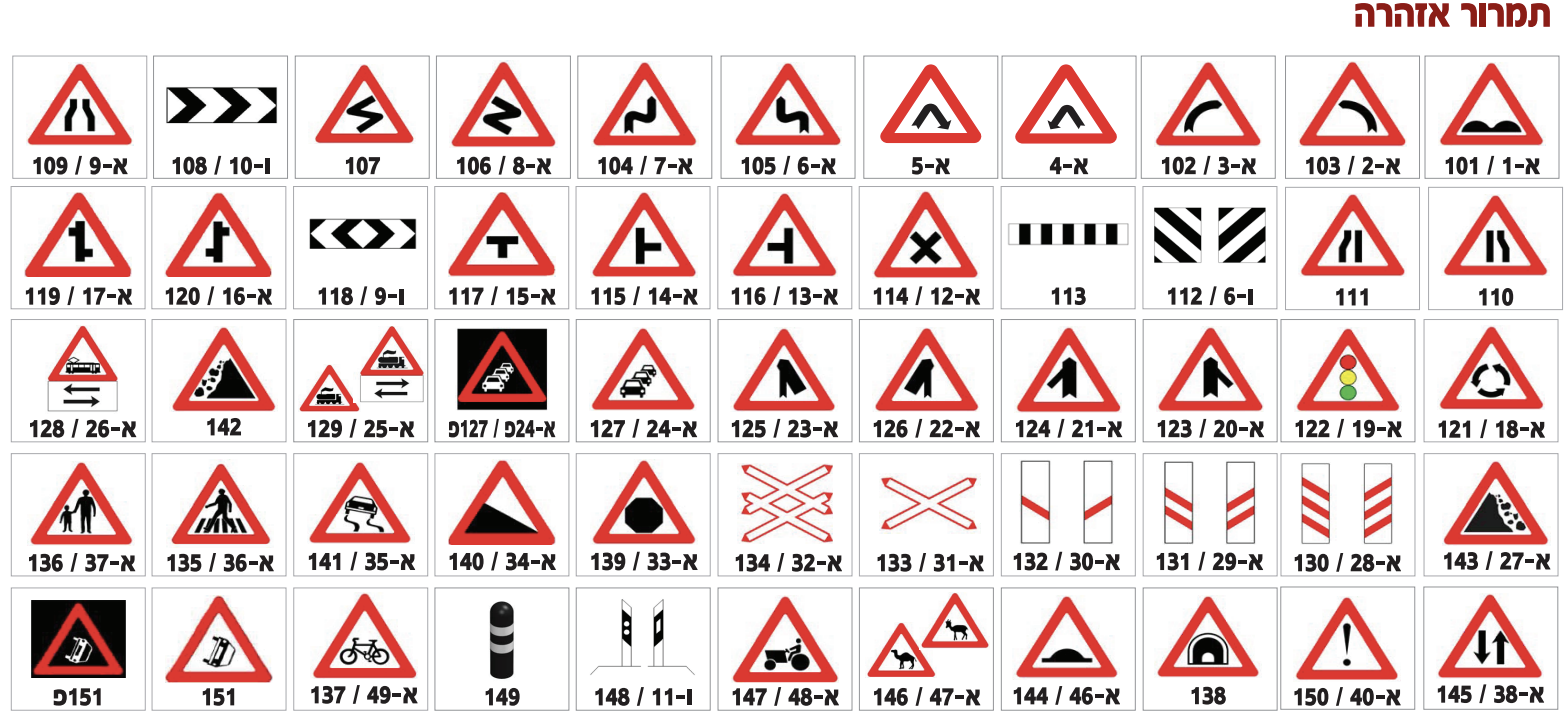 תמרור אזהרה
א-1 / 101 א-2 / 103 א-3 / 102 א-4 א-5 א-6 / 105 א-7 / 104 א-8 / 106 107 ו-10 / 108 א-9 / 109
110 111 ו-6 / 112 113 א-12 / 114 א-13 / 116 א-14 / 115 א-15 / 117 ו-9 / 118 א-16 / 120 א-17 / 119
א-18 / 121 א-19 / 122 א-20 / 123 א-21 / 124 א-22 / 126 א-23 / 125 א-24 / 127 א-24פ / 127פ א-25 / 129 142 א-26 / 128
א-27 / 143 א-28 / 130 א-29 / 131 א-30 / 132 א-31 / 133 א-32 / 134 א-33 / 139 א-34 / 140 א-35 / 141 א-36 / 135 א-37 / 136
א-38 / 145 א-40 / 150 138 א-46 / 144 א-47 / 146 א-48 / 147 ו-11 / 148 149 א-49 / 137 151 151פ